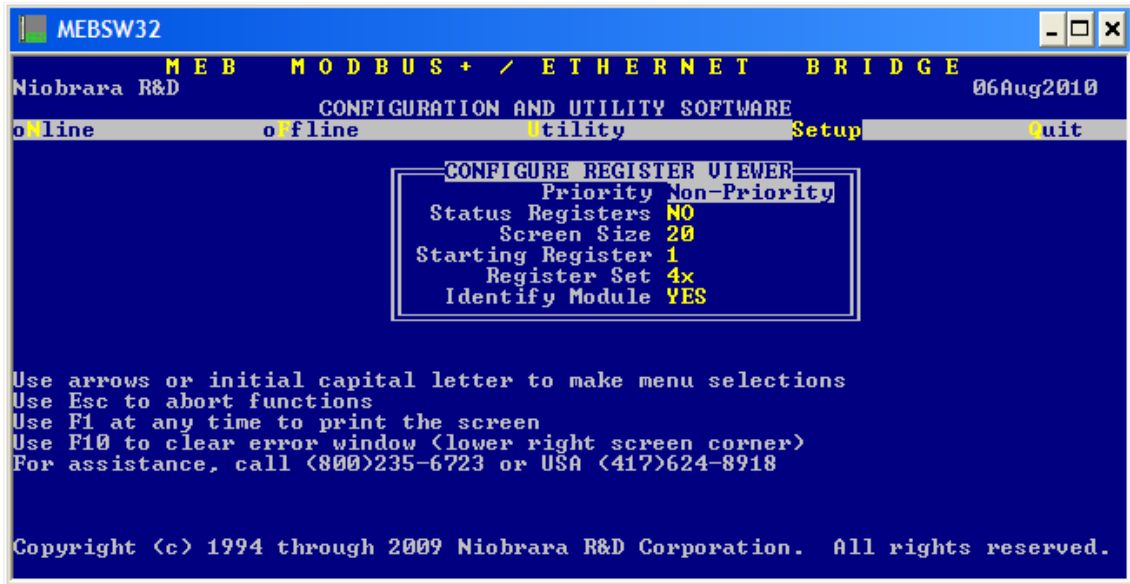 MEBSW32
M E B   M O D B U S + / E T H E R N E T   B R I D G E
Niobrara R&D   06Aug2010
CONFIGURATION AND UTILITY SOFTWARE
oNline   oFfline   Utility   Setup   Quit
CONFIGURE REGISTER VIEWER
Priority Non-Priority
Status Registers NO
Screen Size 20
Starting Register 1
Register Set 4x
Identify Module YES
Use arrows or initial capital letter to make menu selections
Use Esc to abort functions
Use F1 at any time to print the screen
Use F10 to clear error window (lower right screen corner)
For assistance, call (800)235-6723 or USA (417)624-8918
Copyright (c) 1994 through 2009 Niobrara R&D Corporation.  All rights reserved.